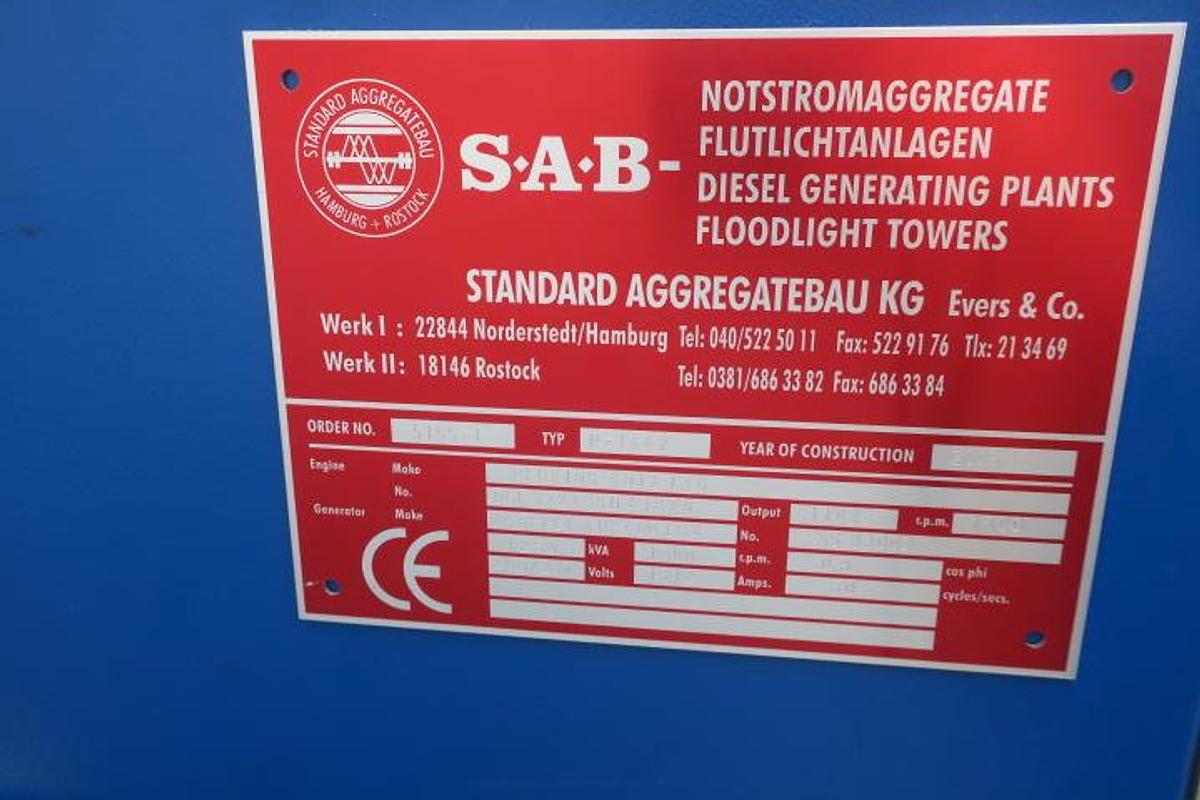 STANDARD AGGREGATEBAU
HAMBURG + ROSTOCK
S·A·B-
NOTSTROMAGGREGATE
FLUTLICHTANLAGEN
DIESEL GENERATING PLANTS
FLOODLIGHT TOWERS
STANDARD AGGREGATEBAU KG Evers & Co.
Werk I : 22844 Norderstedt/Hamburg Tel: 040/522 50 11 Fax: 522 91 76 Tlx: 21 34 69
Werk II: 18146 Rostock Tel: 0381/686 33 82 Fax: 686 33 84
ORDER NO. TYP YEAR OF CONSTRUCTION
Engine Make
No. Output r.p.m.
Generator Make No.
kVA r.p.m. cos phi
Volts Amps. cycles/secs.
CE